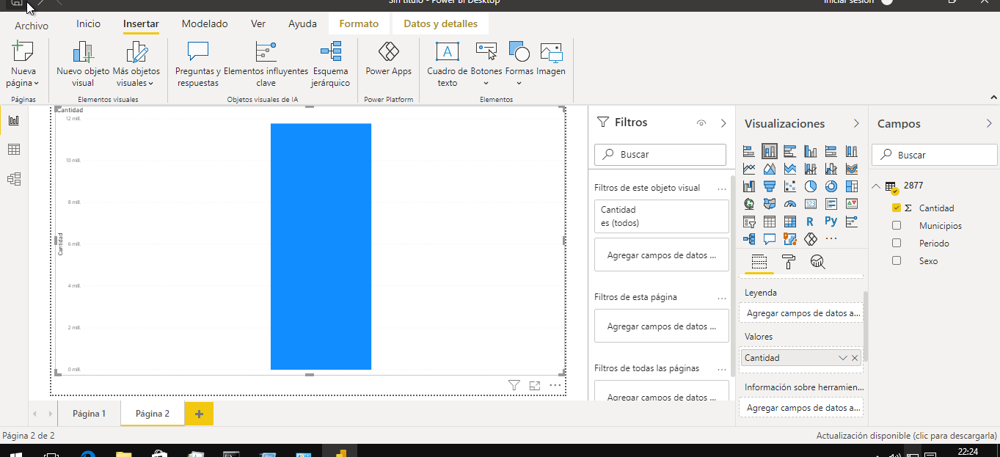 Sin título - Power BI Desktop
Iniciar sesión
Archivo
Inicio
Insertar
Modelado
Ver
Ayuda
Formato
Datos y detalles
Nueva
página
Páginas
Nuevo objeto
visual
Más objetos
visuales
Elementos visuales
Preguntas y
respuestas
Elementos influyentes
clave
Esquema
jerárquico
Objetos visuales de IA
Power Apps
Power Platform
Cuadro de
texto
Botones
Formas
Imagen
Elementos
Cantidad
12 mill.
10 mill.
8 mill.
6 mill.
4 mill.
2 mill.
0 mill.
Cantidad
Filtros
Buscar
Filtros de este objeto visual
Cantidad
es (todos)
Agregar campos de datos ...
Filtros de esta página
Agregar campos de datos ...
Filtros de todas las páginas
Agregar campos de datos ...
Visualizaciones
123
R
Py
Leyenda
Agregar campos de datos a...
Valores
Cantidad
Información sobre herramien...
Agregar campos de datos a...
Campos
Buscar
2877
Σ Cantidad
Municipios
Periodo
Sexo
Página 1
Página 2
+
Página 2 de 2
Actualización disponible (clic para descargarla)
22:24